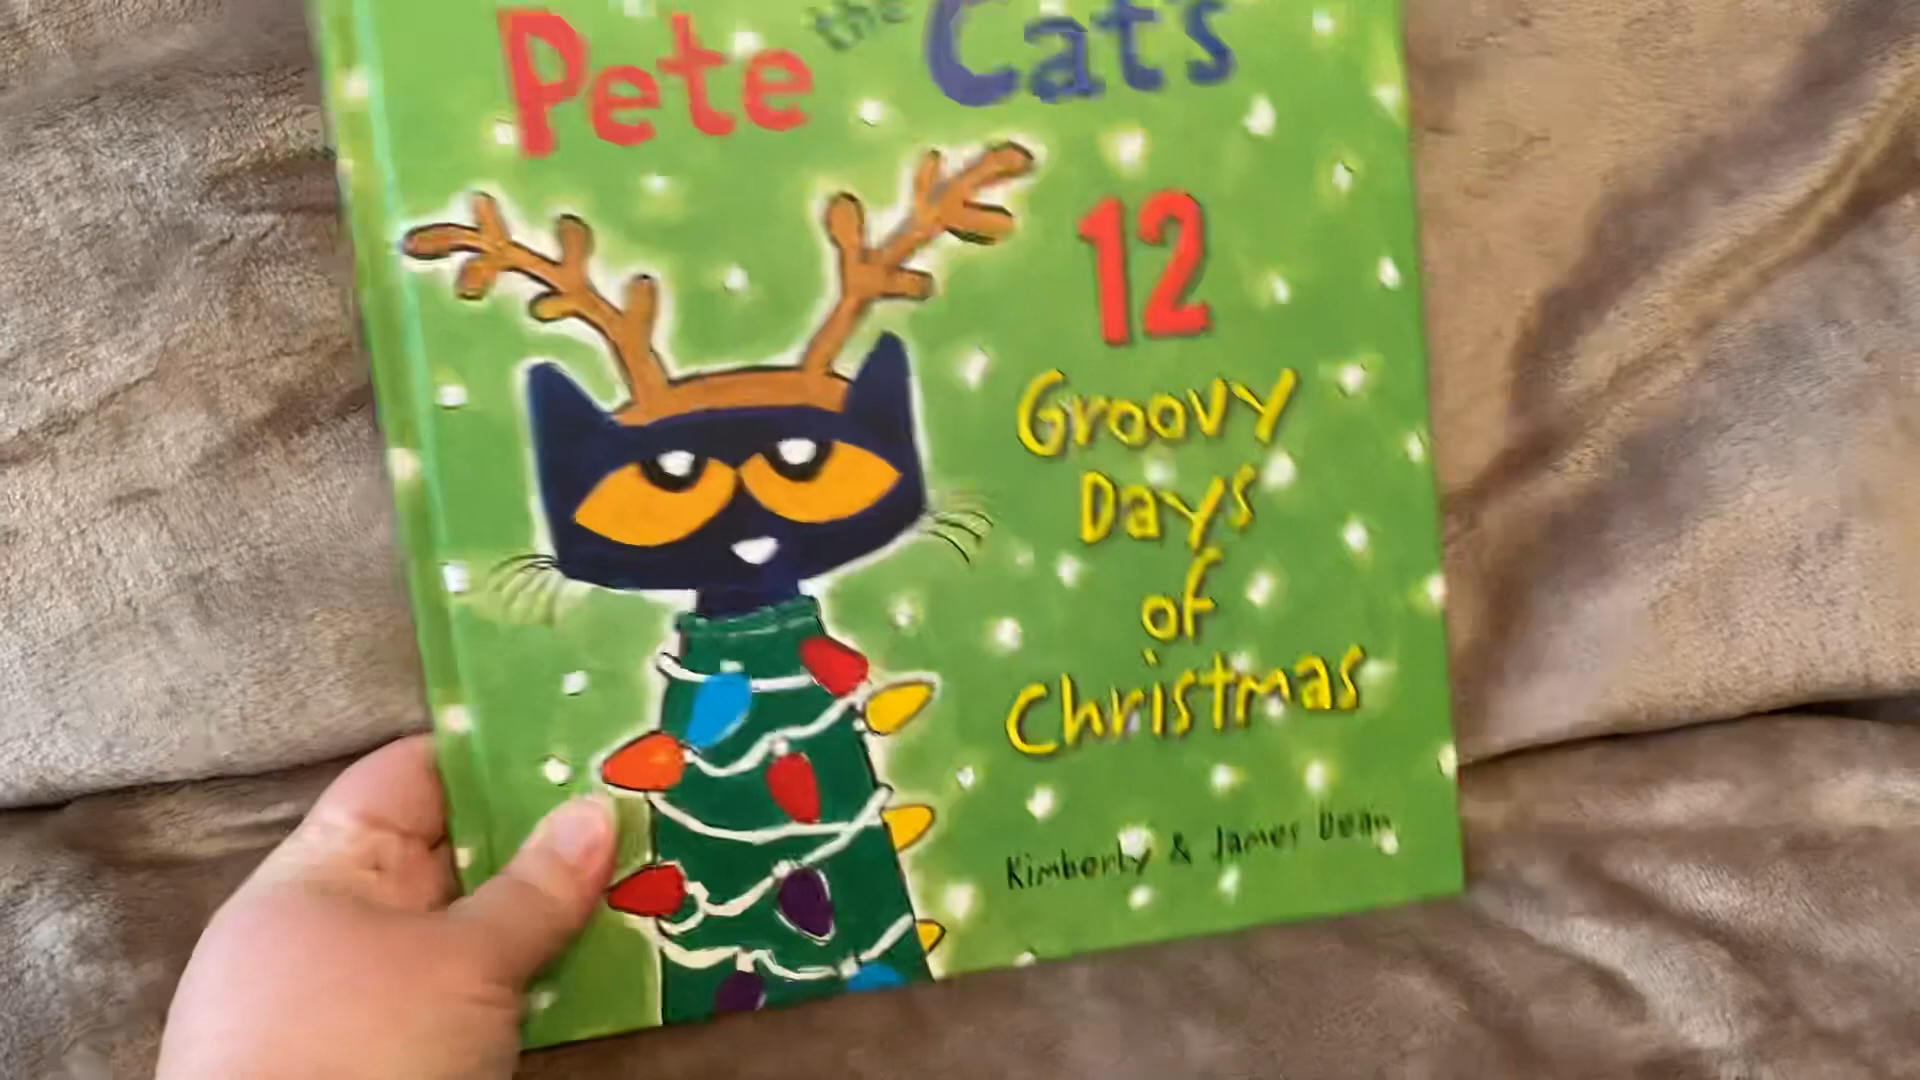 Pete the Cat's
12
Groovy
Days
of
Christmas
Kimberly & James Dean